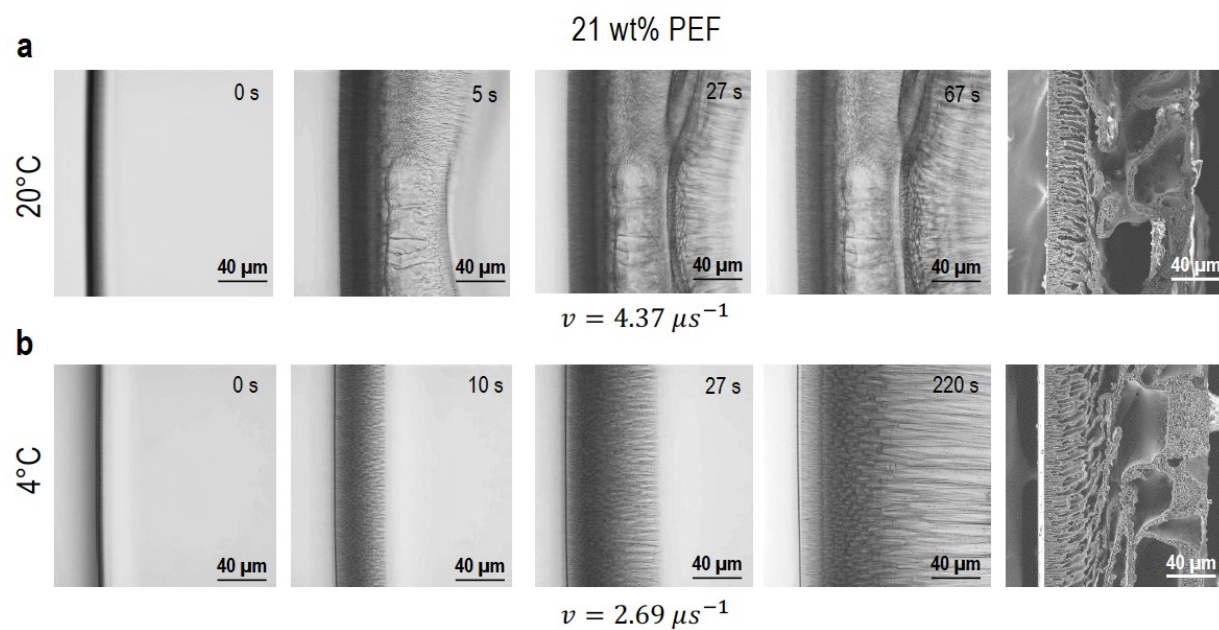 21 wt% PEF
a
20°C
0 s
40 µm
5 s
40 µm
27 s
40 µm
67 s
40 µm
40 µm
v = 4.37 µs⁻¹
b
4°C
0 s
40 µm
10 s
40 µm
27 s
40 µm
220 s
40 µm
40 µm
v = 2.69 µs⁻¹